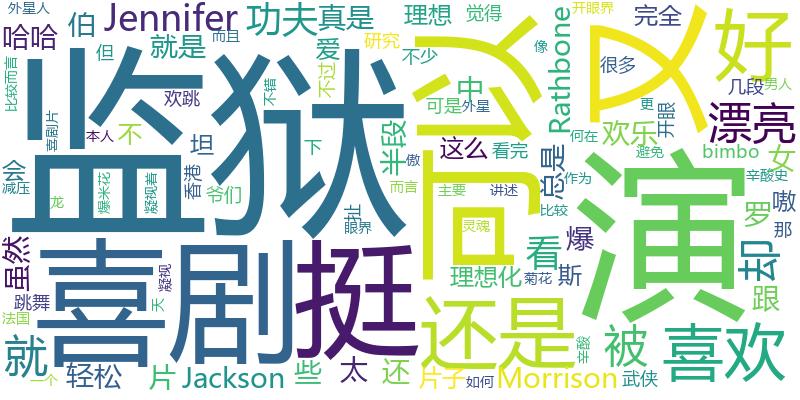 外星人
Jennifer
功夫
真是
理想
觉得
Rathbone
开眼界
完全
好
哈哈
伯
但
而且
爱
研究
不少
像
又
很多
就是
比较而言
欢跳
不错
不过
中
可是
外星
更
开眼
几段
男人
监狱
可以
漂亮
喜剧片
本人
不
坦
下
半段
这么
看完
何在
欢乐
bimbo
女
会
减压
龙
爆米花
凝视着
香港
爷们
傲
而言
主要
讲述
总是
演
避免
辛酸史
作为
比较
罗
嗷
那
虽然
喜剧
挺
扯
眼界
看
爆
灵魂
却
跳舞
凝视
天
还是
理想化
菊花
斯
跟
法国
就
一个
轻松
片
Jackson
些
太
还
片子
如何
Morrison
辛酸
被
武侠
喜欢